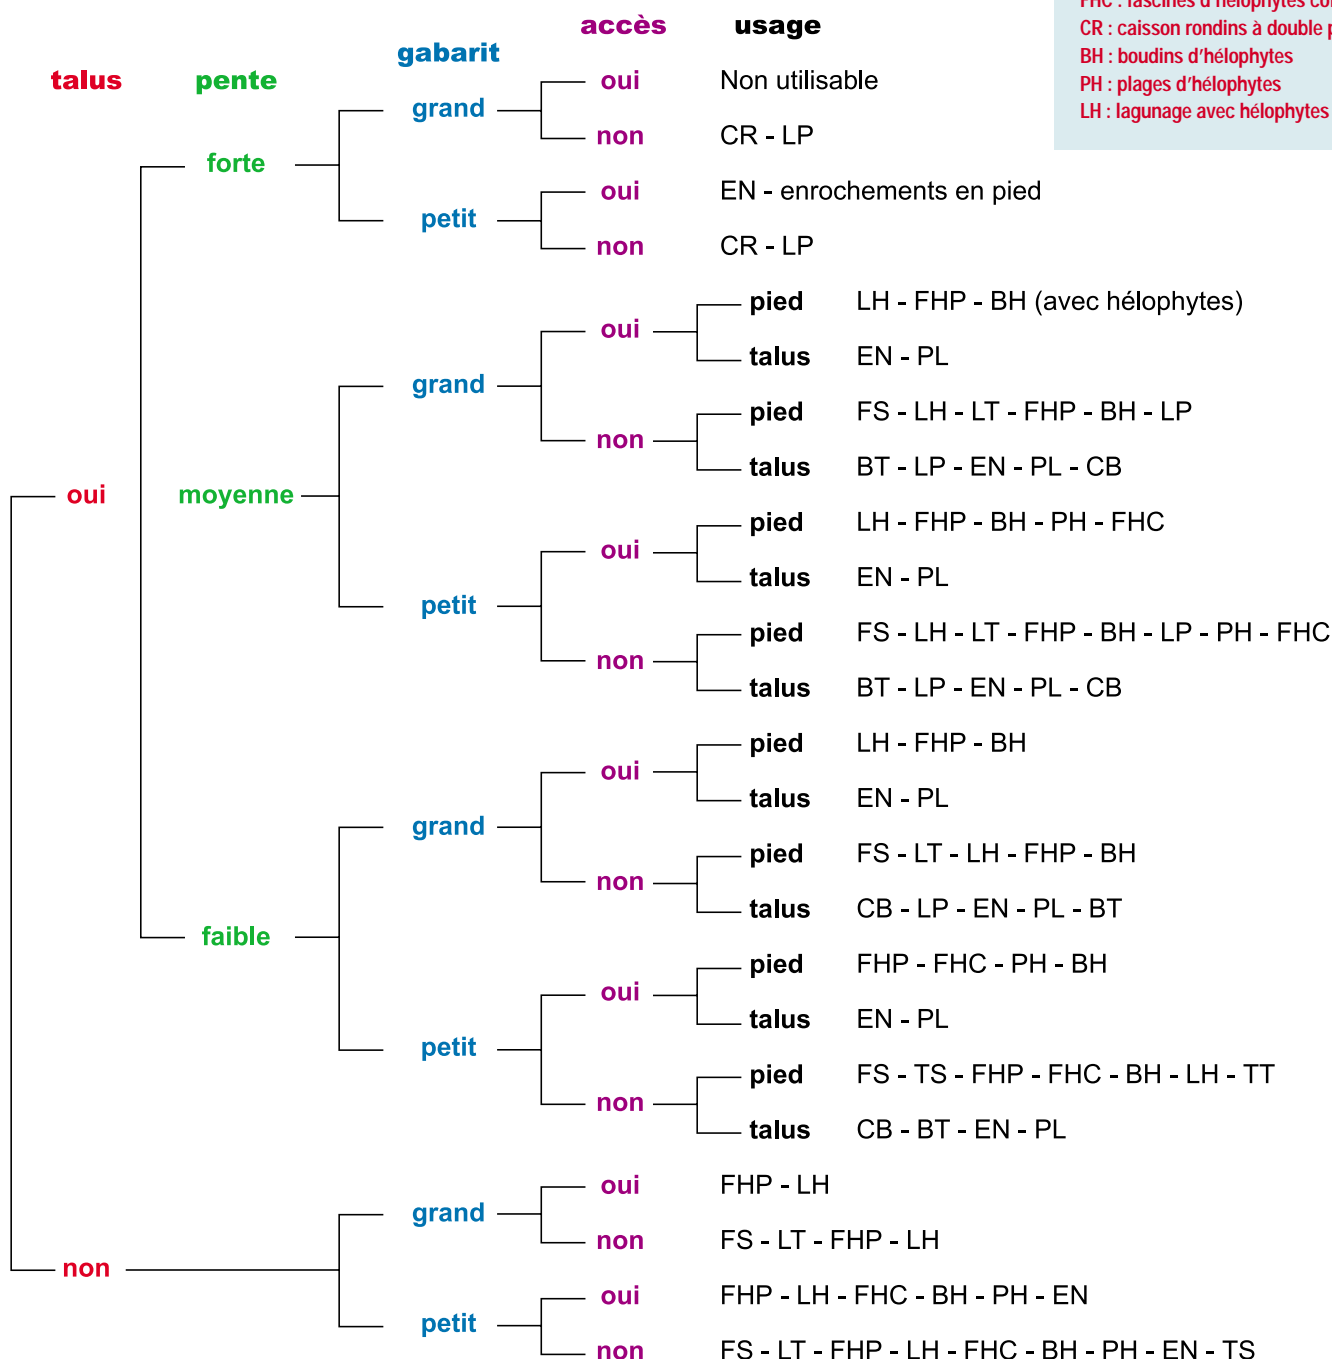 FHC : fascines d'hélophytes
CR : caisson rondins à double
BH : boudins d'hélophytes
PH : plages d'hélophytes
LH : lagunage avec hélophytes
accès usage
gabarit
talus pente
oui Non utilisable
grand
non CR - LP
forte
oui EN - enrochements en pied
petit
non CR - LP
pied LH - FHP - BH (avec hélophytes)
oui
talus EN - PL
grand
pied FS - LH - LT - FHP - BH - LP
non
talus BT - LP - EN - PL - CB
oui moyenne
pied LH - FHP - BH - PH - FHC
oui
talus EN - PL
petit
pied FS - LH - LT - FHP - BH - LP - PH - FHC
non
talus BT - LP - EN - PL - CB
pied LH - FHP - BH
oui
talus EN - PL
grand
pied FS - LT - LH - FHP - BH
non
talus CB - LP - EN - PL - BT
faible
pied FHP - FHC - PH - BH
oui
talus EN - PL
petit
pied FS - TS - FHP - FHC - BH - LH - TT
non
talus CB - BT - EN - PL
oui FHP - LH
grand
non FS - LT - FHP - LH
non
oui FHP - LH - FHC - BH - PH - EN
petit
non FS - LT - FHP - LH - FHC - BH - PH - EN - TS